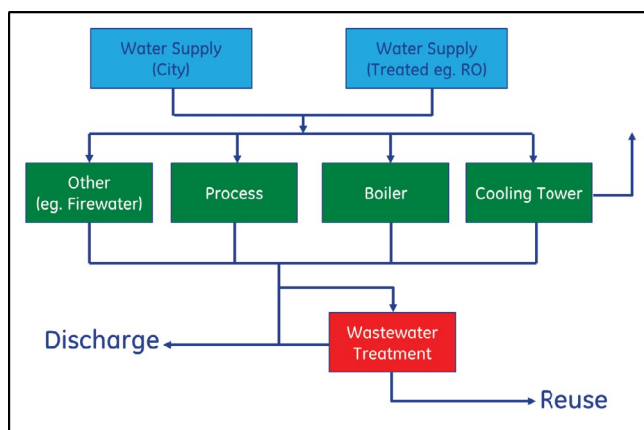 Water Supply
(City)
Water Supply
(Treated eg. RO)
Other
(eg. Firewater)
Process
Boiler
Cooling Tower
Discharge
Wastewater
Treatment
Reuse